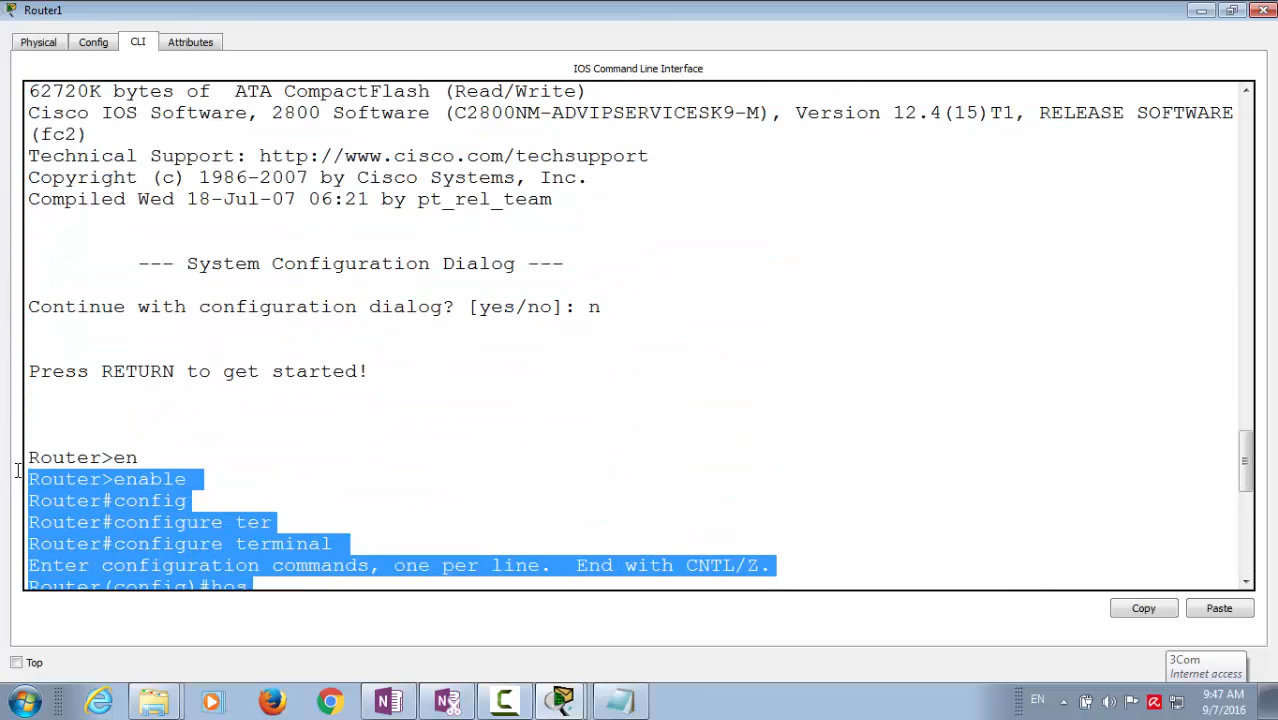 Router1
Physical Config CLI Attributes
IOS Command Line Interface
62720K bytes of ATA CompactFlash (Read/Write)
Cisco IOS Software, 2800 Software (C2800NM-ADVIPSERVICESK9-M), Version 12.4(15)T1, RELEASE SOFTWARE
(fc2)
Technical Support: http://www.cisco.com/techsupport
Copyright (c) 1986-2007 by Cisco Systems, Inc.
Compiled Wed 18-Jul-07 06:21 by pt_rel_team
--- System Configuration Dialog ---
Continue with configuration dialog? [yes/no]: n
Press RETURN to get started!
Router>en
Router>enable
Router#config
Router#configure ter
Router#configure terminal
Enter configuration commands, one per line. End with CNTL/Z.
Router(config)#hos
Copy Paste
Top
3Com
Internet access
EN
9:47 AM
9/7/2016